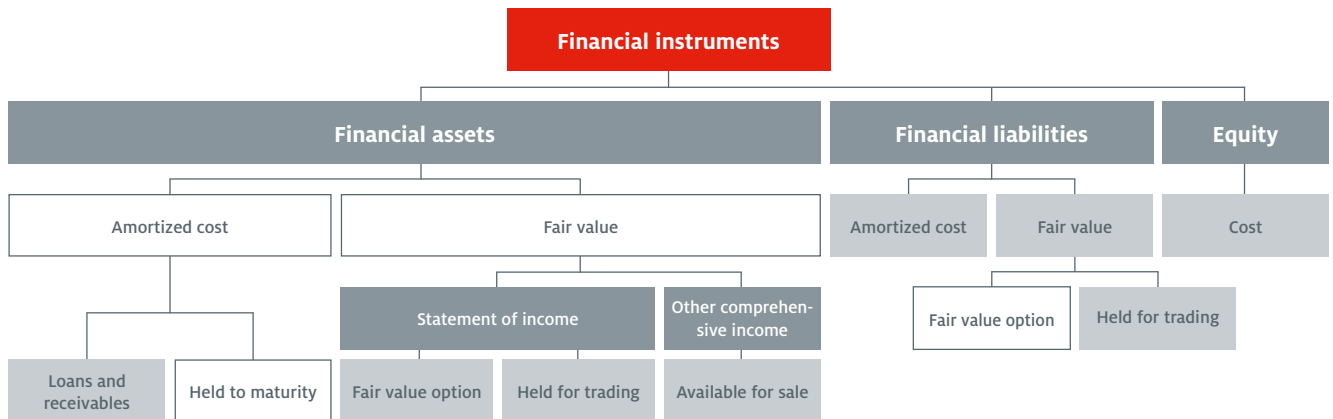 Financial instruments
Financial assets
Financial liabilities
Equity
Amortized cost
Fair value
Amortized cost
Fair value
Cost
Statement of income
Other comprehen-
sive income
Fair value option
Held for trading
Loans and
receivables
Held to maturity
Fair value option
Held for trading
Available for sale